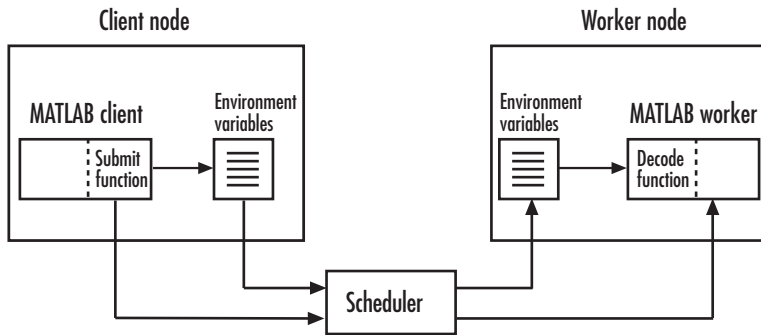 Client node
Worker node
MATLAB client
Environment
variables
Submit
function
Environment
variables
MATLAB worker
Decode
function
Scheduler